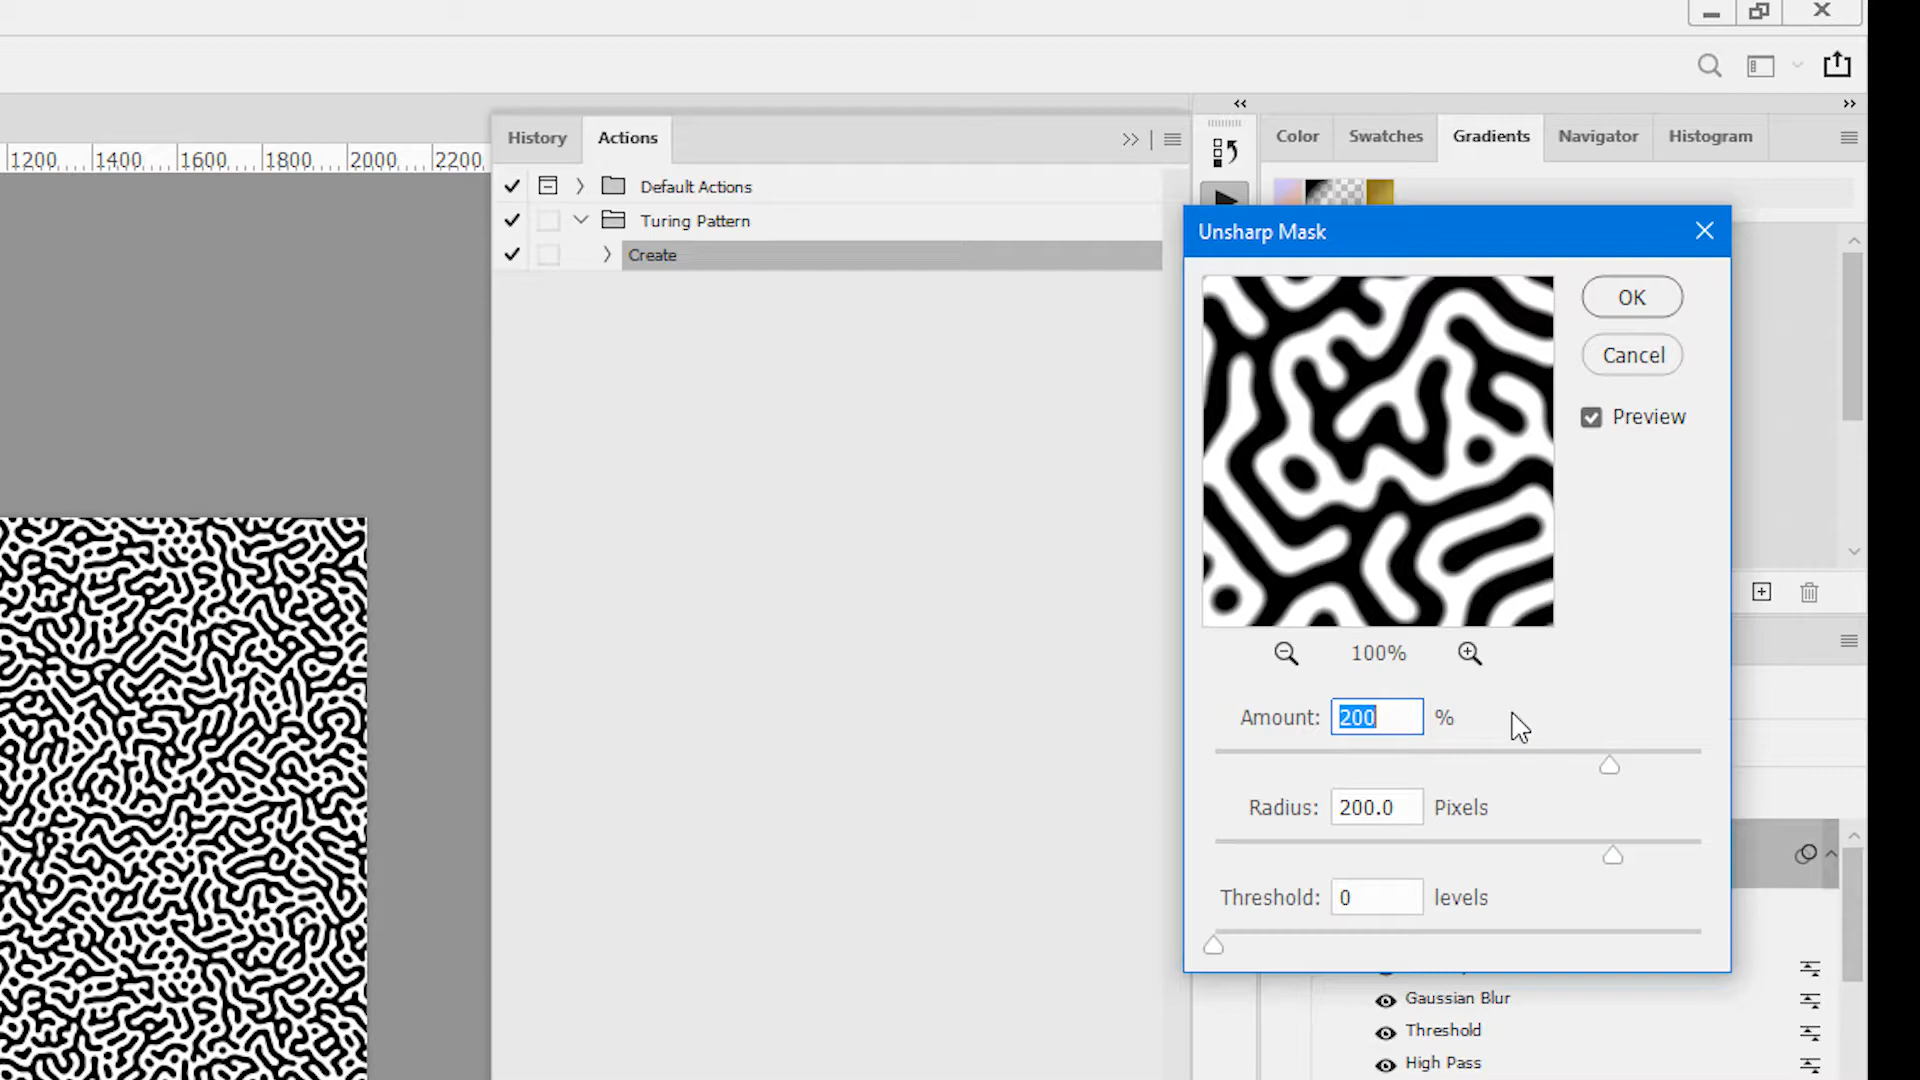 1200 1400 1600 1800 2000 2200
History Actions
Color Swatches Gradients Navigator Histogram
Default Actions
Turing Pattern
Create
Unsharp Mask
OK
Cancel
Preview
100%
Amount: 200 %
Radius: 200.0 Pixels
Threshold: 0 levels
Gaussian Blur
Threshold
High Pass